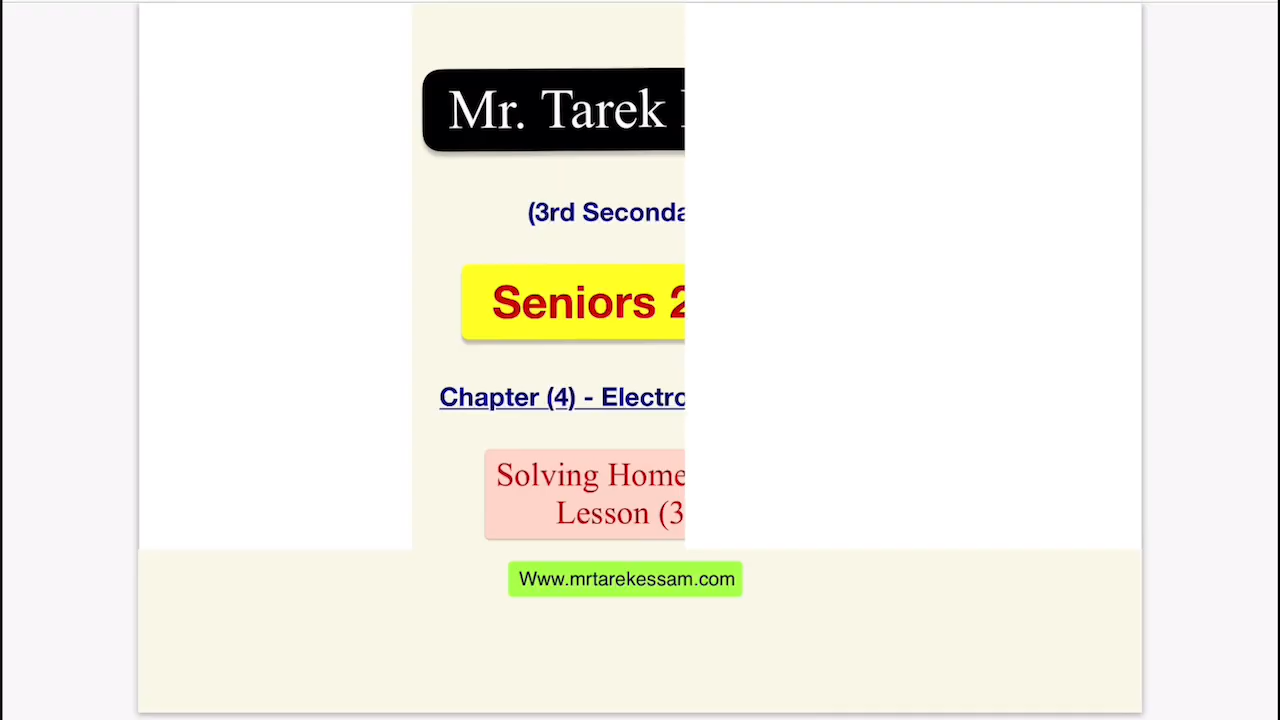 Mr. Tarek
(3rd Seconda
Seniors 2
Chapter (4) - Electro
Solving Home
Lesson (3
Www.mrtarekessam.com